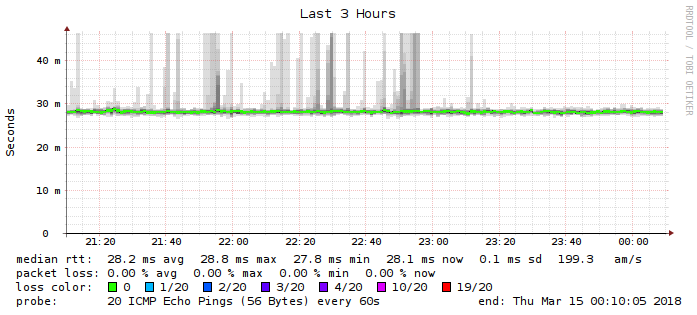 Last 3 Hours
RRDTOOL / TOBI OETIKER
Seconds
40 m
30 m
20 m
10 m
0
21:20 21:40 22:00 22:20 22:40 23:00 23:20 23:40 00:00
median rtt: 28.2 ms avg 28.8 ms max 27.8 ms min 28.1 ms now 0.1 ms sd 199.3 am/s
packet loss: 0.00 % avg 0.00 % max 0.00 % min 0.00 % now
loss color: 0 1/20 2/20 3/20 4/20 10/20 19/20
probe: 20 ICMP Echo Pings (56 Bytes) every 60s end: Thu Mar 15 00:10:05 2018